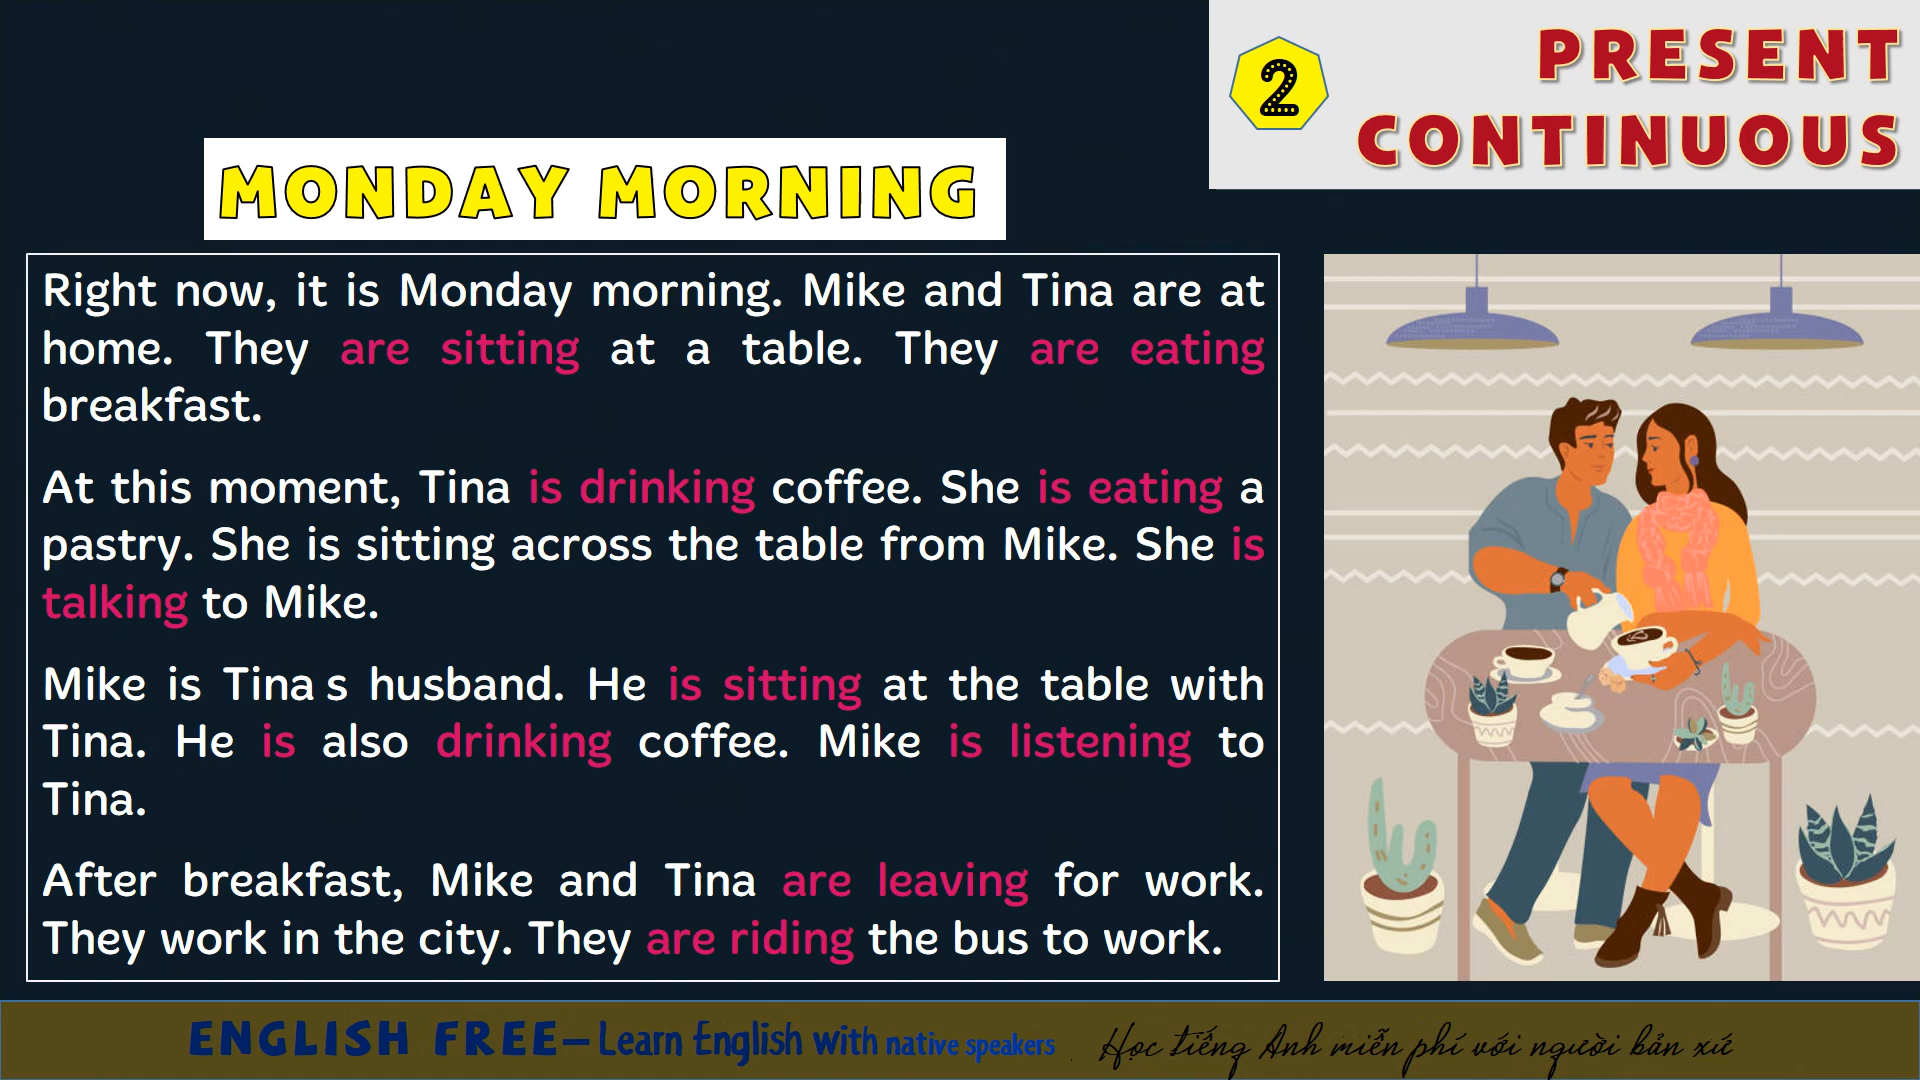 2
PRESENT
CONTINUOUS
MONDAY MORNING
Right now, it is Monday morning. Mike and Tina are at
home. They are sitting at a table. They are eating
breakfast.
At this moment, Tina is drinking coffee. She is eating a
pastry. She is sitting across the table from Mike. She is
talking to Mike.
Mike is Tina s husband. He is sitting at the table with
Tina. He is also drinking coffee. Mike is listening to
Tina.
After breakfast, Mike and Tina are leaving for work.
They work in the city. They are riding the bus to work.
ENGLISH FREE– Learn English with native speakers . Học tiếng Anh miễn phí với người bản xứ